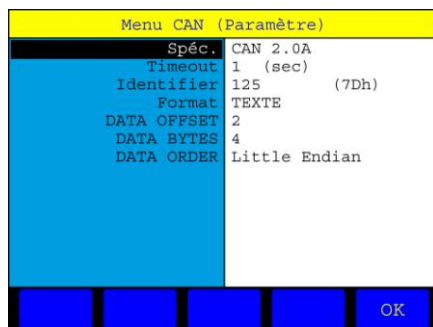 Menu CAN (Paramètre)
Spéc. CAN 2.0A
Timeout 1 (sec)
Identifier 125 (7Dh)
Format TEXTE
DATA OFFSET 2
DATA BYTES 4
DATA ORDER Little Endian
OK